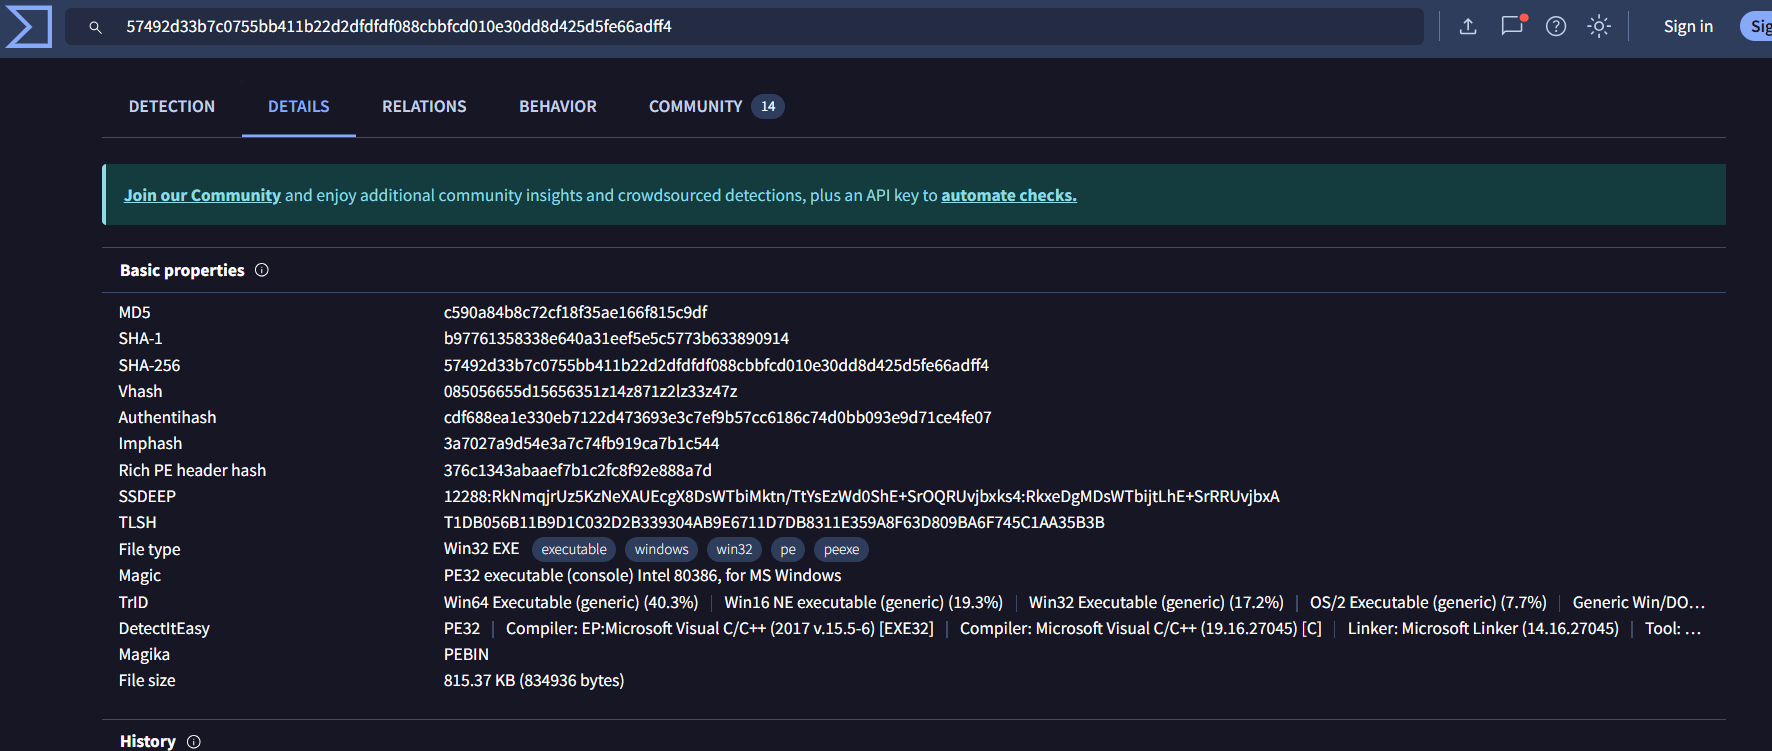 57492d33b7c0755bb411b22d2dfdfdf088cbbfcd010e30dd8d425d5fe66adff4 Sign in Sig
DETECTION DETAILS RELATIONS BEHAVIOR COMMUNITY 14
Join our Community and enjoy additional community insights and crowdsourced detections, plus an API key to automate checks.
Basic properties
MD5 c590a84b8c72cf18f35ae166f815c9df
SHA-1 b97761358338e640a31eef5e5c5773b633890914
SHA-256 57492d33b7c0755bb411b22d2dfdfdf088cbbfcd010e30dd8d425d5fe66adff4
Vhash 085056655d15656351z14z871z2lz33z47z
Authentihash cdf688ea1e330eb7122d473693e3c7ef9b57cc6186c74d0bb093e9d71ce4fe07
Imphash 3a7027a9d54e3a7c74fb919ca7b1c544
Rich PE header hash 376c1343abaaef7b1c2fc8f92e888a7d
SSDEEP 12288:RkNmqjrUz5KzNeXAUEcgX8DsWTbiMktn/TtYsEzWd0ShE+SrOQRUvjbxks4:RkxeDgMDsWTbijtLhE+SrRRUvjbxA
TLSH T1DB056B11B9D1C032D2B339304AB9E6711D7DB8311E359A8F63D809BA6F745C1AA35B3B
File type Win32 EXE executable windows win32 pe peexe
Magic PE32 executable (console) Intel 80386, for MS Windows
TrID Win64 Executable (generic) (40.3%) | Win16 NE executable (generic) (19.3%) | Win32 Executable (generic) (17.2%) | OS/2 Executable (generic) (7.7%) | Generic Win/DO…
DetectItEasy PE32 | Compiler: EP:Microsoft Visual C/C++ (2017 v.15.5-6) [EXE32] | Compiler: Microsoft Visual C/C++ (19.16.27045) [C] | Linker: Microsoft Linker (14.16.27045) | Tool: …
Magika PEBIN
File size 815.37 KB (834936 bytes)
History